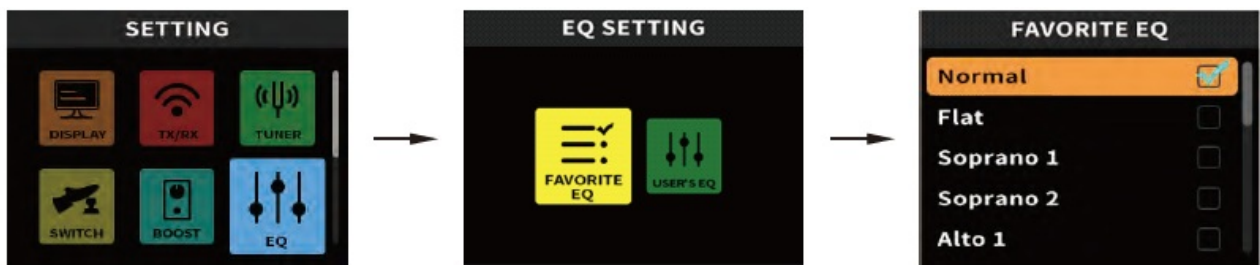 SETTING
DISPLAY
TX/RX
TUNER
SWITCH
BOOST
EQ
EQ SETTING
FAVORITE
EQ
USER'S EQ
FAVORITE EQ
Normal
Flat
Soprano 1
Soprano 2
Alto 1